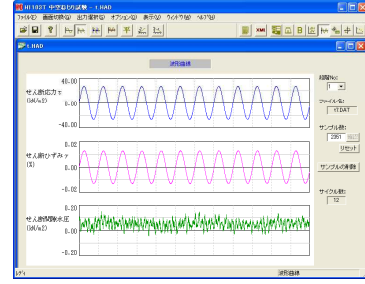 HT103T 中空ねじり試験 - 1.HAD
ファイル(F) 画面切換(G) 出力選択(S) オプション(O) 表示(V) ウィンドウ(W) ヘルプ(H)
XML
1.HAD
波形曲線
段階No:
1
ファイル名:
1T.DAT
サンプル数:
2351
リセット
サンプルの削除
サイクル数:
12
せん断応力 τ
(kN/m2)
40.00
0.00
-40.00
せん断ひずみ γ
(%)
0.02
0.00
-0.02
せん断間隙水圧
(kN/m2)
0.20
0.00
-0.20
レディ
波形曲線